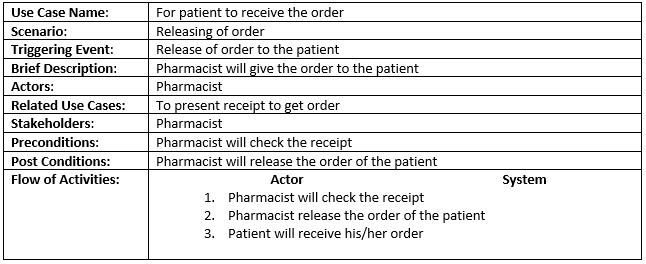 Use Case Name: For patient to receive the order
Scenario: Releasing of order
Triggering Event: Release of order to the patient
Brief Description: Pharmacist will give the order to the patient
Actors: Pharmacist
Related Use Cases: To present receipt to get order
Stakeholders: Pharmacist
Preconditions: Pharmacist will check the receipt
Post Conditions: Pharmacist will release the order of the patient
Flow of Activities: Actor System
1. Pharmacist will check the receipt
2. Pharmacist release the order of the patient
3. Patient will receive his/her order